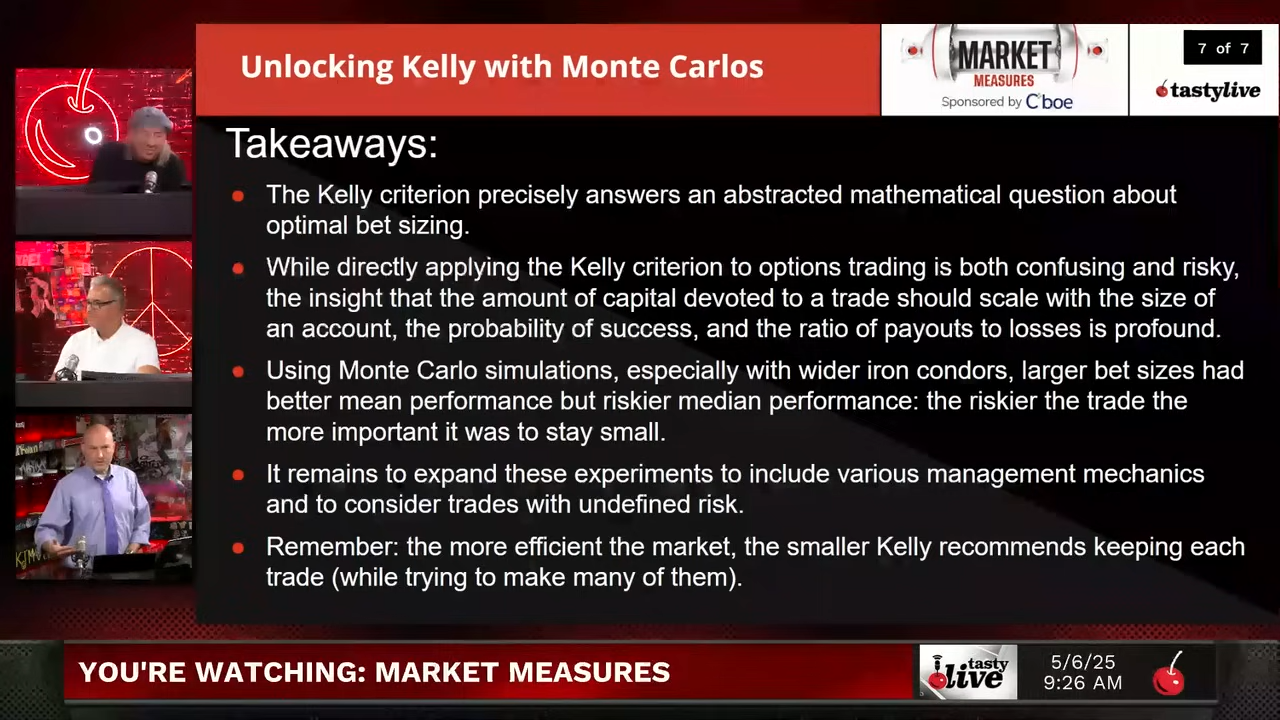 Unlocking Kelly with Monte Carlos
MARKET
MEASURES
Sponsored by Cboe
7 of 7
tastylive
Takeaways:
The Kelly criterion precisely answers an abstracted mathematical question about
optimal bet sizing.
While directly applying the Kelly criterion to options trading is both confusing and risky,
the insight that the amount of capital devoted to a trade should scale with the size of
an account, the probability of success, and the ratio of payouts to losses is profound.
Using Monte Carlo simulations, especially with wider iron condors, larger bet sizes had
better mean performance but riskier median performance: the riskier the trade the
more important it was to stay small.
It remains to expand these experiments to include various management mechanics
and to consider trades with undefined risk.
Remember: the more efficient the market, the smaller Kelly recommends keeping each
trade (while trying to make many of them).
YOU'RE WATCHING: MARKET MEASURES
tasty
live
5/6/25
9:26 AM